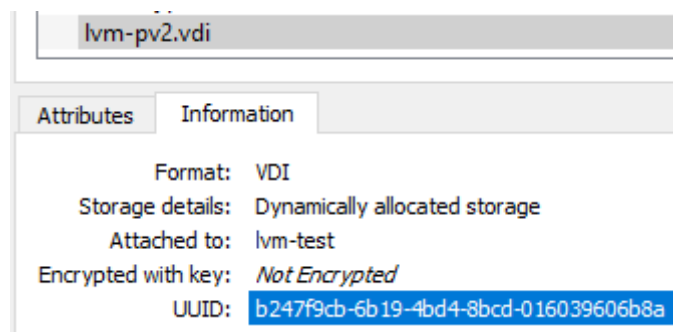 lvm-pv2.vdi
Attributes Information
Format: VDI
Storage details: Dynamically allocated storage
Attached to: lvm-test
Encrypted with key: Not Encrypted
UUID: b247f9cb-6b19-4bd4-8bcd-016039606b8a